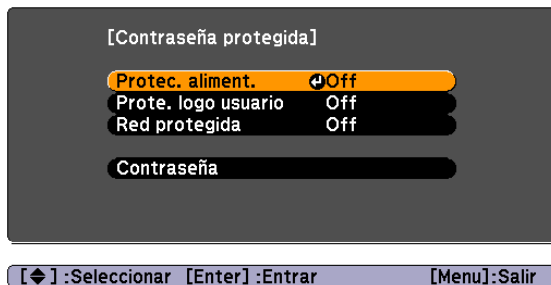 [Contraseña protegida]
Protec. aliment. Off
Prote. logo usuario Off
Red protegida Off
Contraseña
[◆] :Seleccionar [Enter] :Entrar [Menu]:Salir